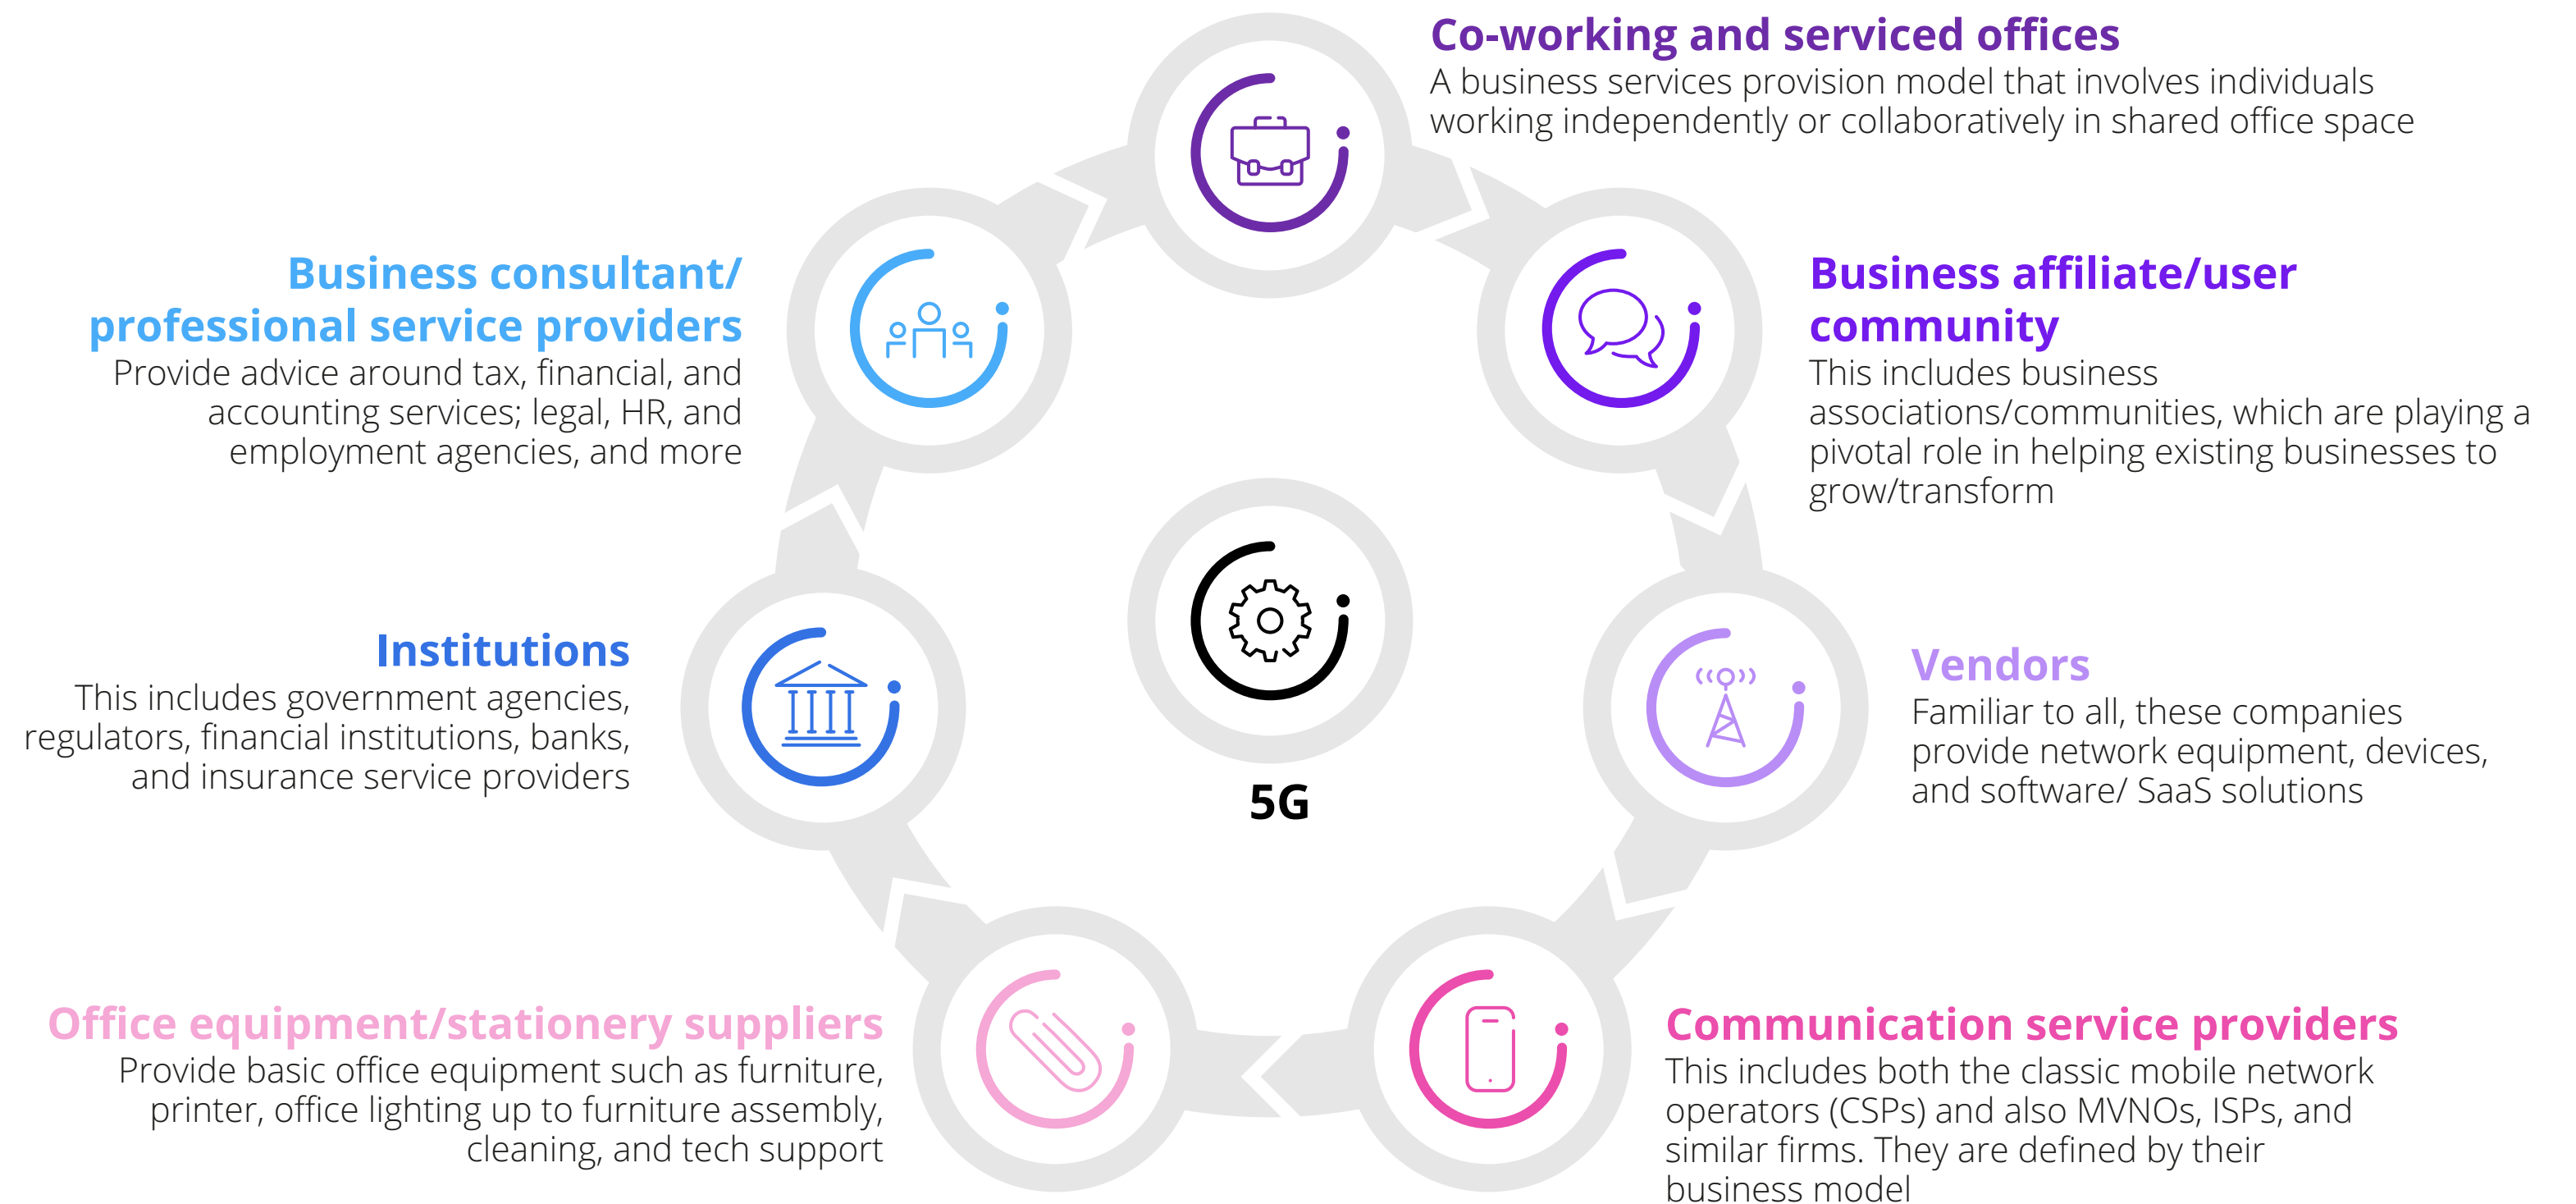 Co-working and serviced offices
A business services provision model that involves individuals
working independently or collaboratively in shared office space
Business affiliate/user
community
This includes business
associations/communities, which are playing a
pivotal role in helping existing businesses to
grow/transform
Vendors
Familiar to all, these companies
provide network equipment, devices,
and software/ SaaS solutions
Communication service providers
This includes both the classic mobile network
operators (CSPs) and also MVNOs, ISPs, and
similar firms. They are defined by their
business model
Office equipment/stationery suppliers
Provide basic office equipment such as furniture,
printer, office lighting up to furniture assembly,
cleaning, and tech support
Institutions
This includes government agencies,
regulators, financial institutions, banks,
and insurance service providers
Business consultant/
professional service providers
Provide advice around tax, financial, and
accounting services; legal, HR, and
employment agencies, and more
5G